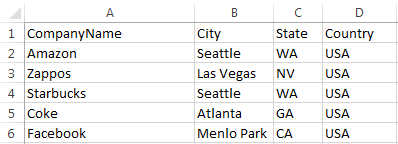 A B C D
1 CompanyName City State Country
2 Amazon Seattle WA USA
3 Zappos Las Vegas NV USA
4 Starbucks Seattle WA USA
5 Coke Atlanta GA USA
6 Facebook Menlo Park CA USA